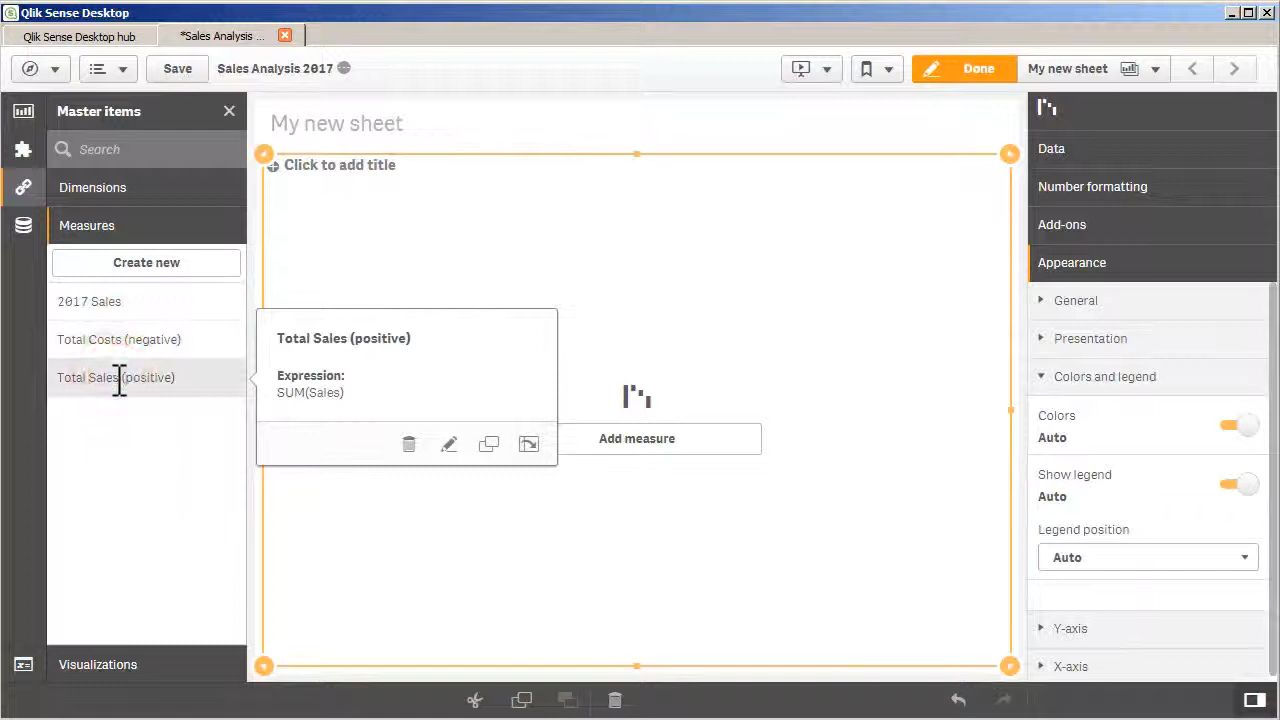 Qlik Sense Desktop
Qlik Sense Desktop hub
*Sales Analysis ...
Save
Sales Analysis 2017
Done
My new sheet
Master items
Search
Dimensions
Measures
Create new
2017 Sales
Total Costs (negative)
Total Sales (positive)
Visualizations
My new sheet
Click to add title
Total Sales (positive)
Expression:
SUM(Sales)
Add measure
Data
Number formatting
Add-ons
Appearance
General
Presentation
Colors and legend
Colors
Auto
Show legend
Auto
Legend position
Auto
Y-axis
X-axis